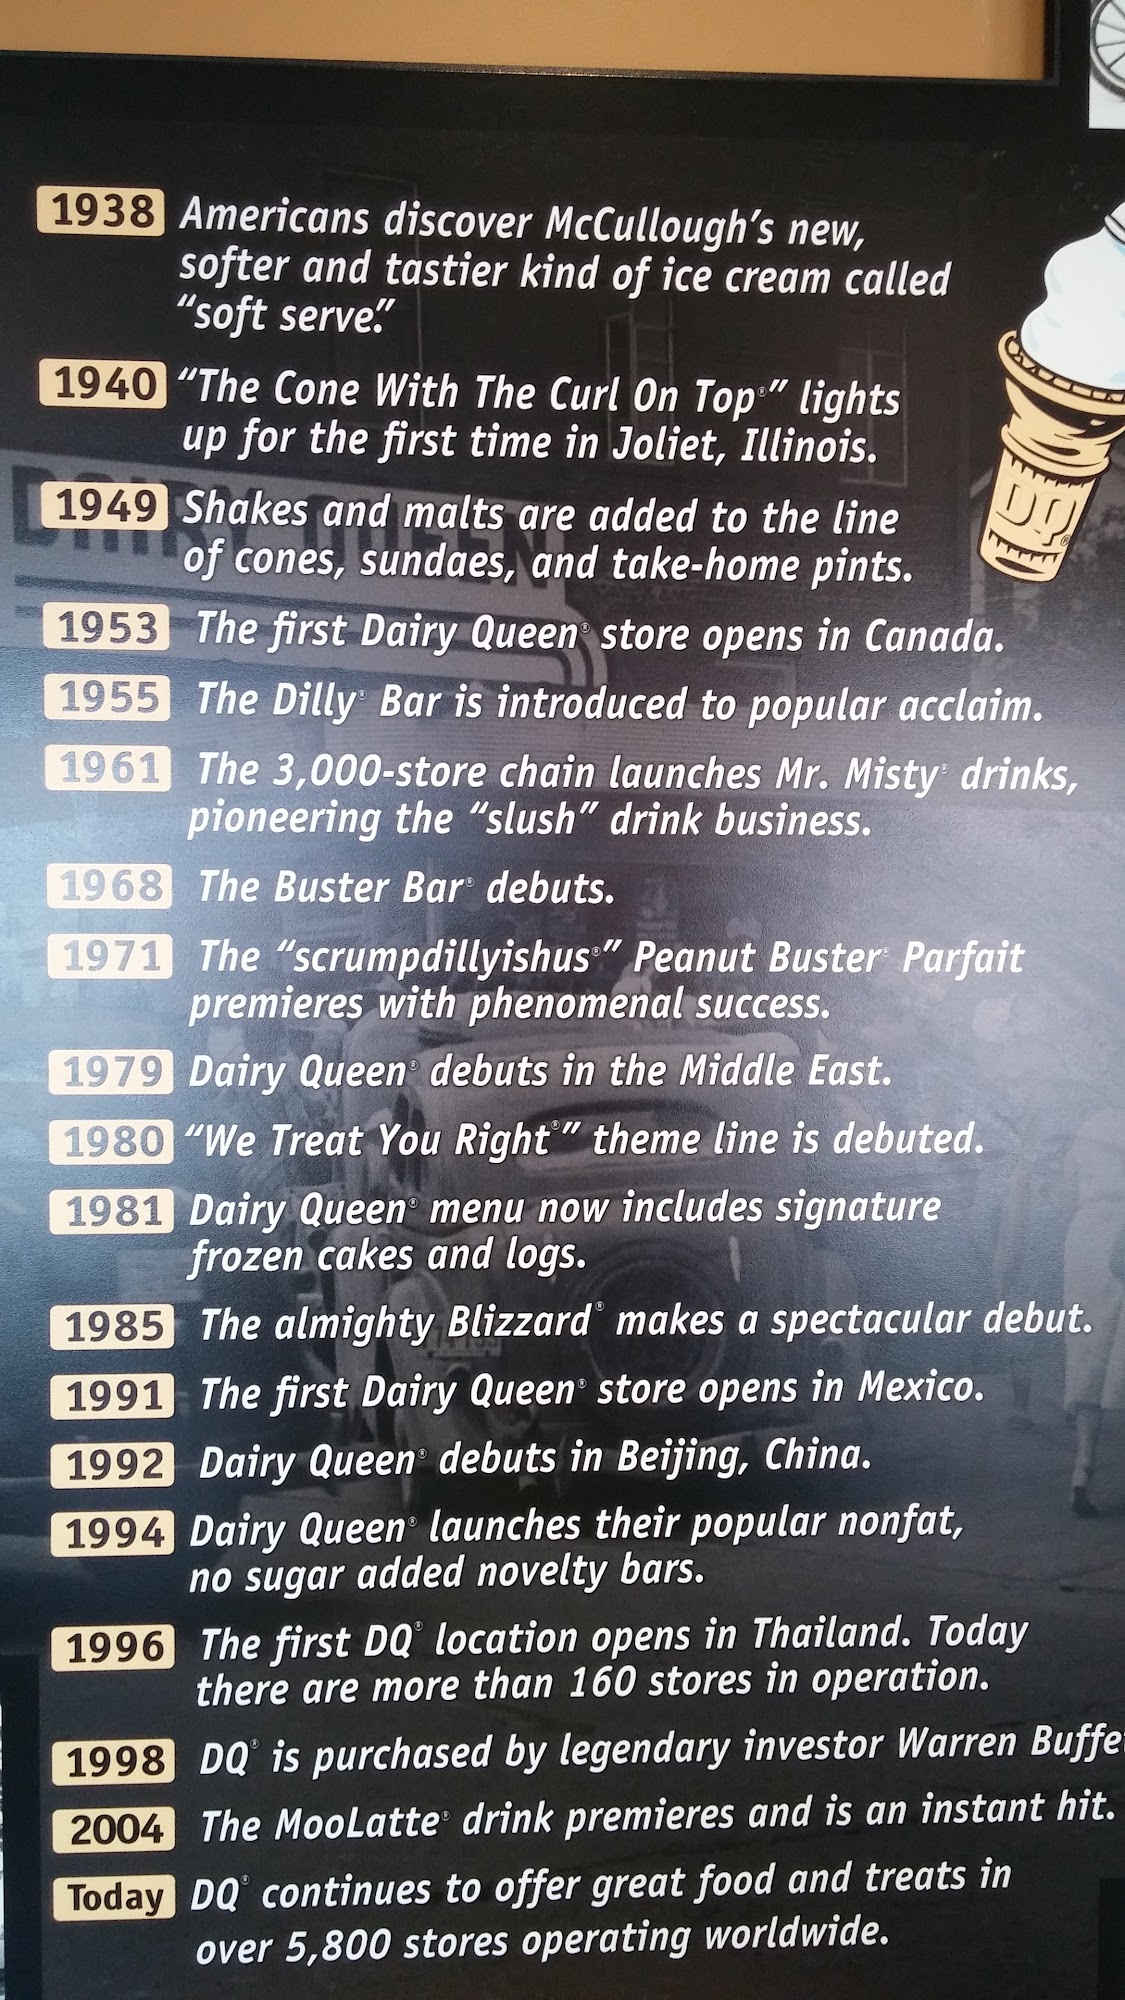 1938 Americans discover McCullough's new,
softer and tastier kind of ice cream called
"soft serve."
1940 "The Cone With The Curl On Top®" lights
up for the first time in Joliet, Illinois.
DAIRY QUEEN
1949 Shakes and malts are added to the line
of cones, sundaes, and take-home pints.
DQ®
1953 The first Dairy Queen® store opens in Canada.
1955 The Dilly® Bar is introduced to popular acclaim.
1961 The 3,000-store chain launches Mr. Misty® drinks,
pioneering the "slush" drink business.
1968 The Buster Bar® debuts.
1971 The "scrumpdillyishus®" Peanut Buster® Parfait
premieres with phenomenal success.
1979 Dairy Queen® debuts in the Middle East.
1980 "We Treat You Right®" theme line is debuted.
1981 Dairy Queen® menu now includes signature
frozen cakes and logs.
1985 The almighty Blizzard® makes a spectacular debut.
1991 The first Dairy Queen® store opens in Mexico.
1992 Dairy Queen® debuts in Beijing, China.
1994 Dairy Queen® launches their popular nonfat,
no sugar added novelty bars.
1996 The first DQ® location opens in Thailand. Today
there are more than 160 stores in operation.
1998 DQ® is purchased by legendary investor Warren Buffe
2004 The MooLatte® drink premieres and is an instant hit.
Today DQ® continues to offer great food and treats in
over 5,800 stores operating worldwide.